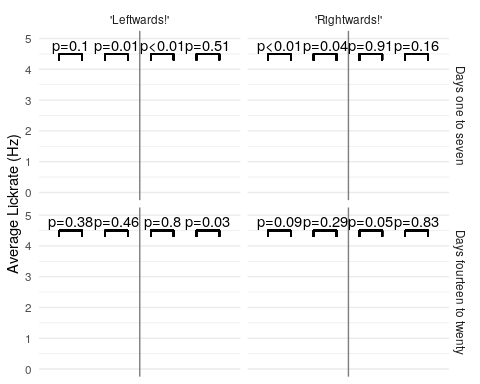 'Leftwards!' 'Rightwards!'
5 p=0.1 p=0.01 p<0.01 p=0.51 p<0.01 p=0.04 p=0.91 p=0.16
4
3
2
1
0
Days one to seven
5 p=0.38 p=0.46 p=0.8 p=0.03 p=0.09 p=0.29 p=0.05 p=0.83
4
3
2
1
0
Days fourteen to twenty
Average Lickrate (Hz)